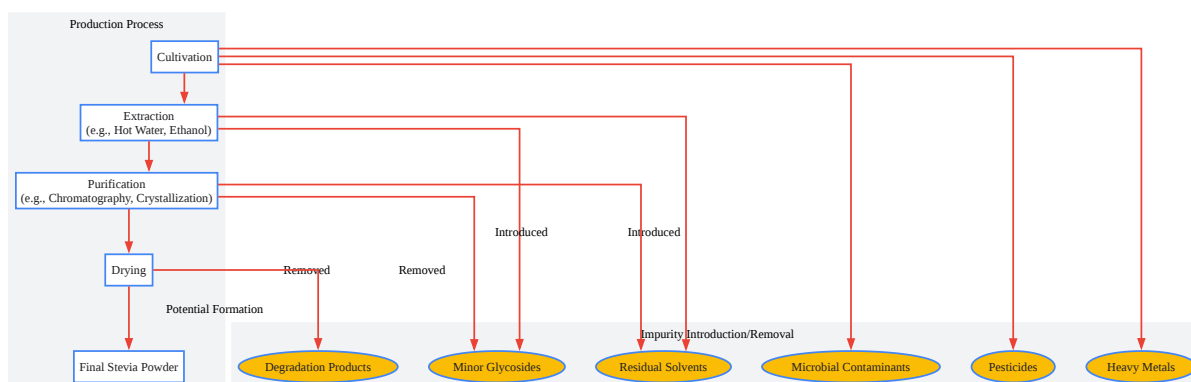 Production Process
Cultivation
Extraction
(e.g., Hot Water, Ethanol)
Purification
(e.g., Chromatography, Crystallization)
Introduced
Introduced
Drying
Removed
Removed
Potential Formation
Impurity Introduction/Removal
Final Stevia Powder
Degradation Products
Minor Glycosides
Residual Solvents
Microbial Contaminants
Pesticides
Heavy Metals